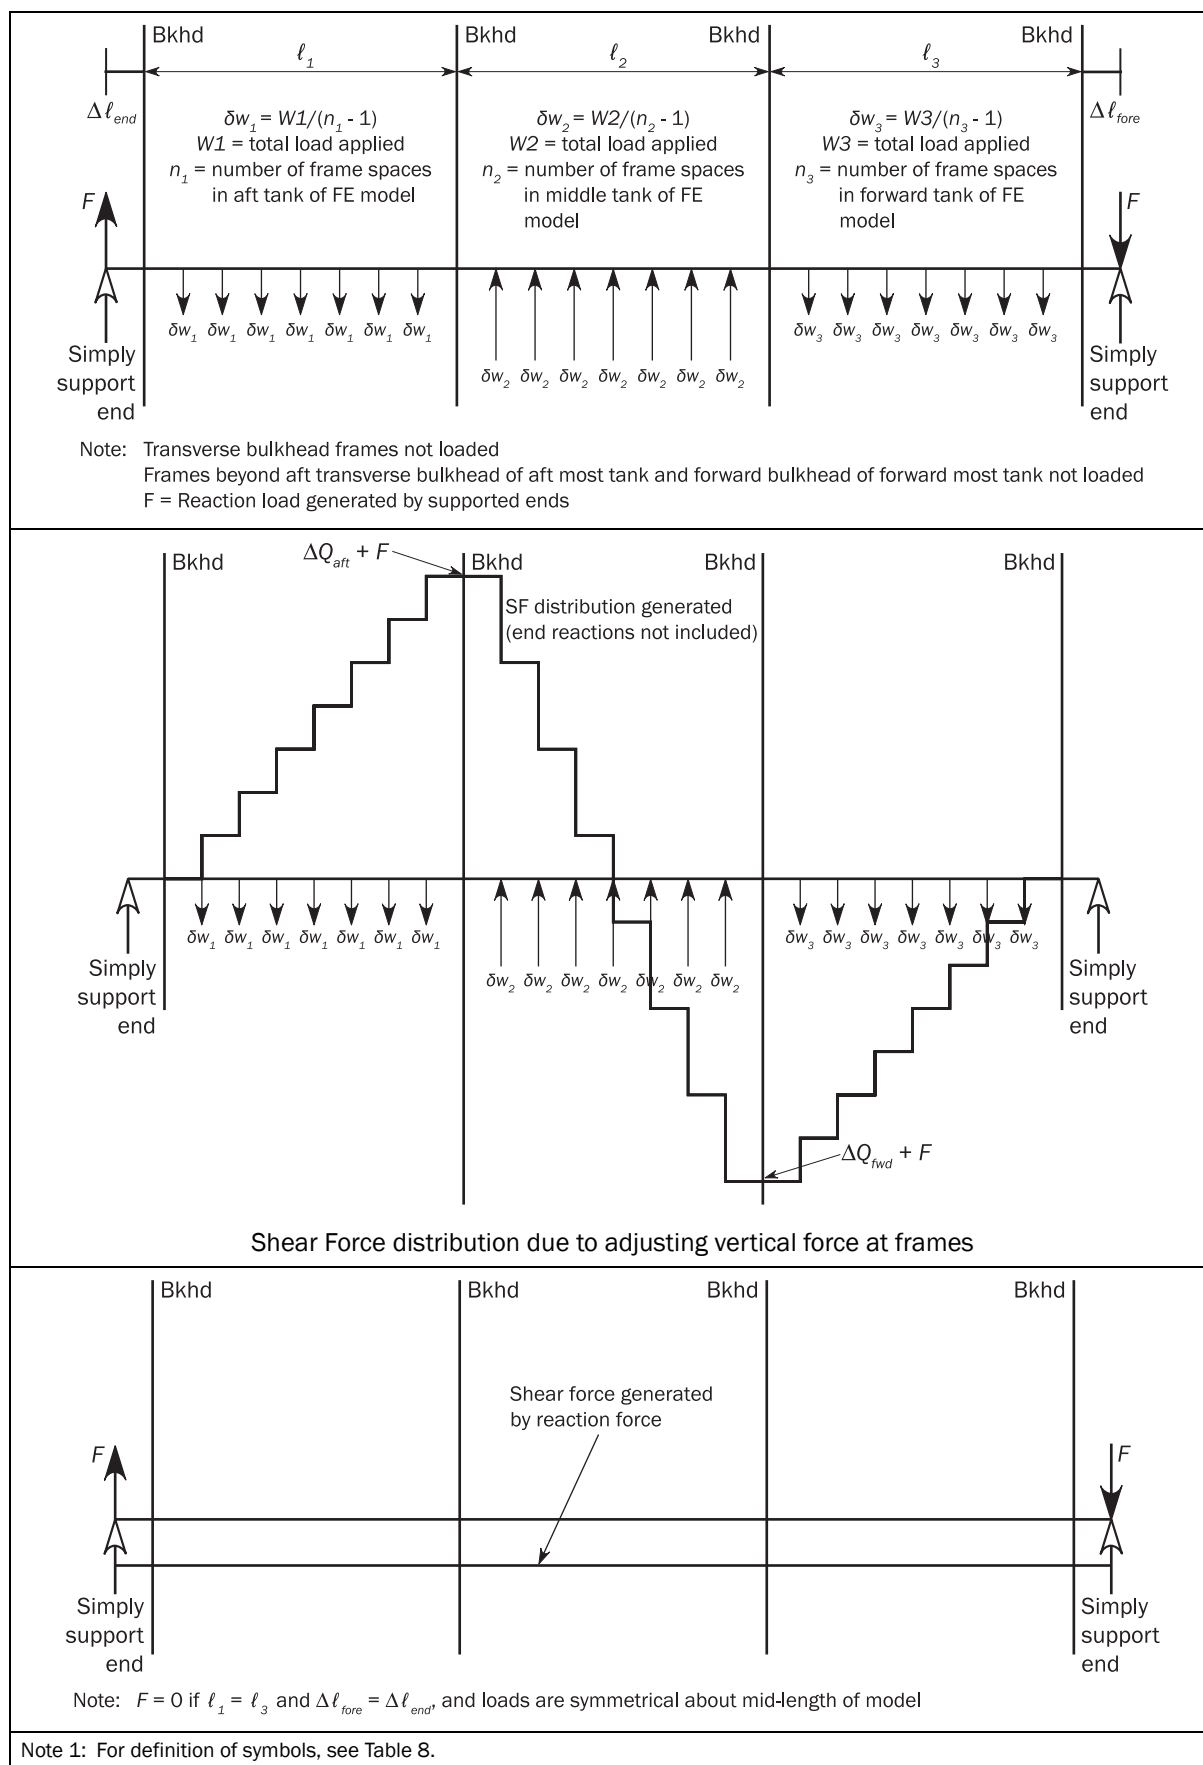 Bkhd Bkhd Bkhd Bkhd
ℓ1 ℓ2 ℓ3
Δℓend Δℓfore
δw1 = W1/(n1 - 1)
W1 = total load applied
n1 = number of frame spaces
in aft tank of FE model
δw2 = W2/(n2 - 1)
W2 = total load applied
n2 = number of frame spaces
in middle tank of FE
model
δw3 = W3/(n3 - 1)
W3 = total load applied
n3 = number of frame spaces
in forward tank of FE
model
F F
δw1 δw1 δw1 δw1 δw1 δw1 δw1
δw2 δw2 δw2 δw2 δw2 δw2 δw2
δw3 δw3 δw3 δw3 δw3 δw3 δw3
Simply
support
end
Simply
support
end
Note: Transverse bulkhead frames not loaded
Frames beyond aft transverse bulkhead of aft most tank and forward bulkhead of forward most tank not loaded
F = Reaction load generated by supported ends
Bkhd Bkhd Bkhd Bkhd
ΔQaft + F
SF distribution generated
(end reactions not included)
δw1 δw1 δw1 δw1 δw1 δw1 δw1
δw2 δw2 δw2 δw2 δw2 δw2 δw2
δw3 δw3 δw3 δw3 δw3 δw3 δw3
Simply
support
end
Simply
support
end
ΔQfwd + F
Shear Force distribution due to adjusting vertical force at frames
Bkhd Bkhd Bkhd Bkhd
Shear force generated
by reaction force
F F
Simply
support
end
Simply
support
end
Note: F = 0 if ℓ1 = ℓ3 and Δℓfore = Δℓend, and loads are symmetrical about mid-length of model
Note 1: For definition of symbols, see Table 8.